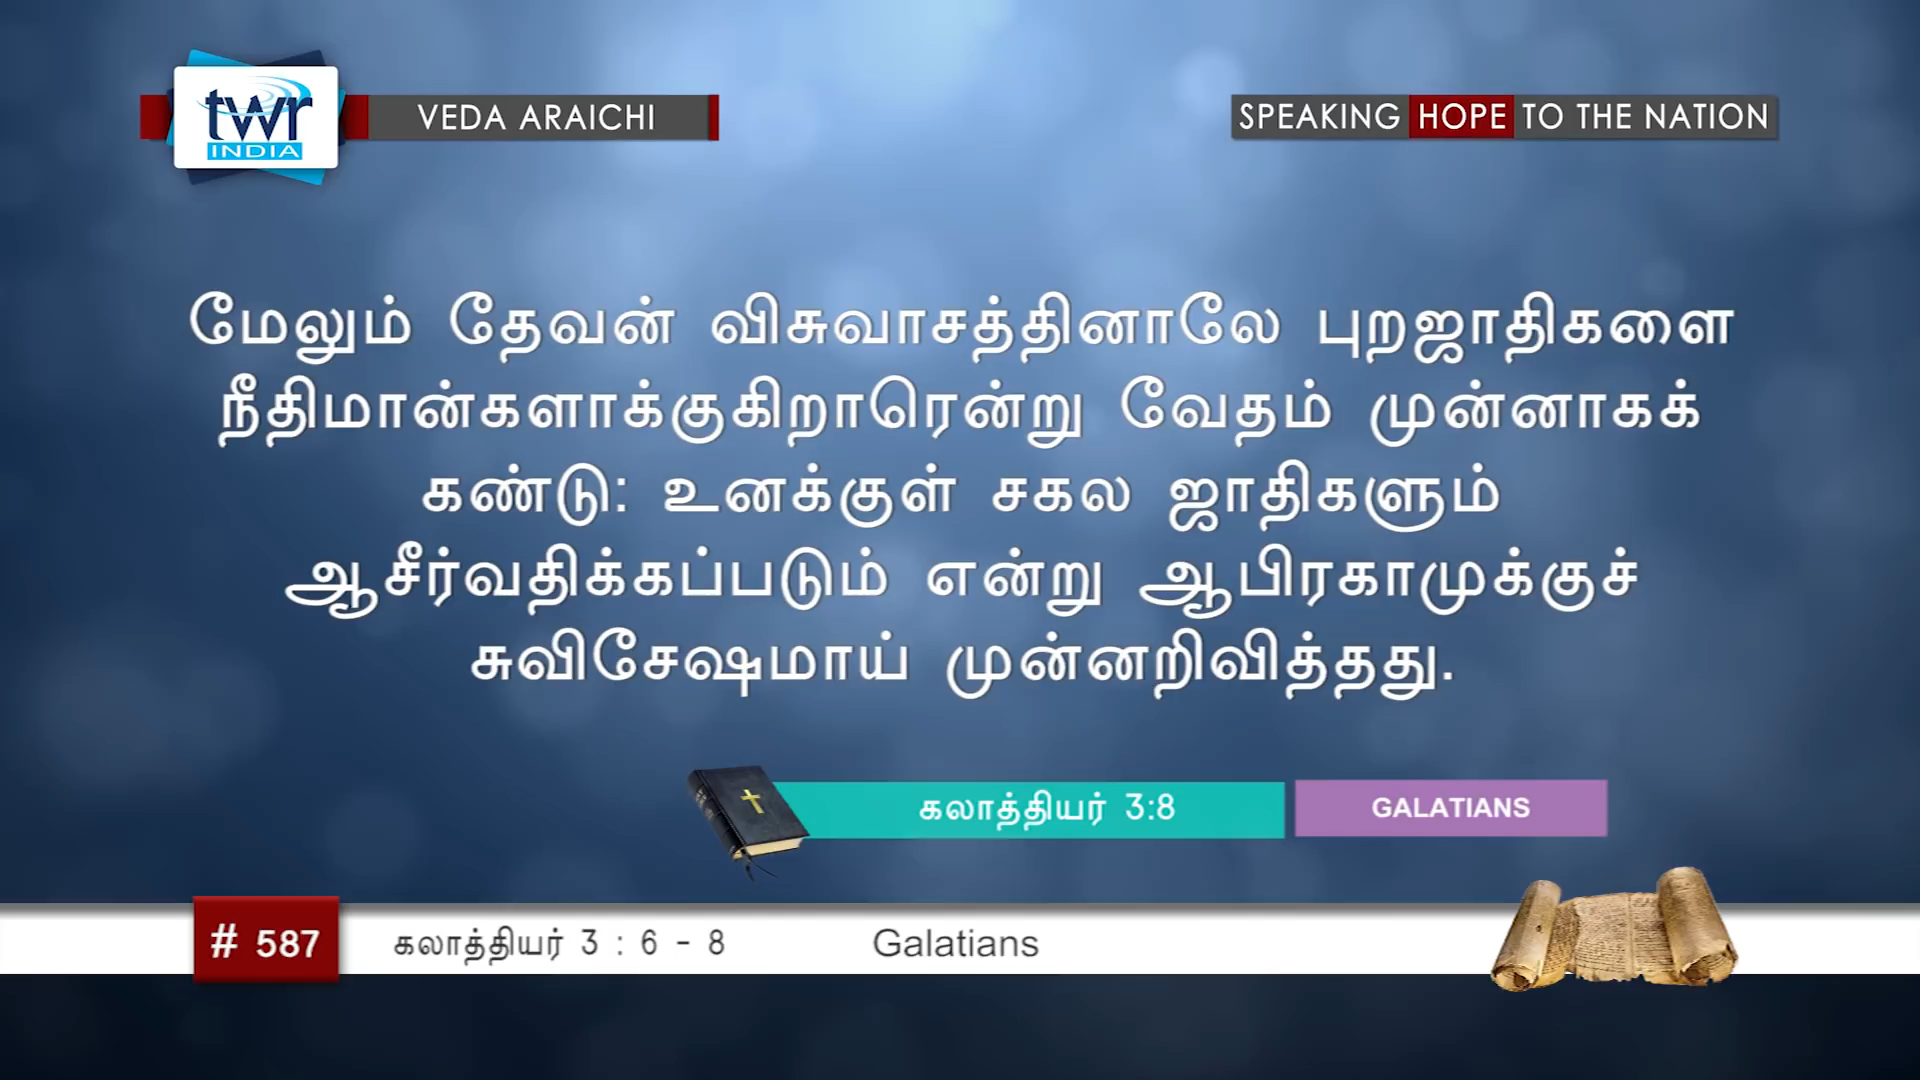 twr
INDIA
VEDA ARAICHI
SPEAKING HOPE TO THE NATION
மேலும் தேவன் விசுவாசத்தினாலே புறஜாதிகளை
நீதிமான்களாக்குகிறாரென்று வேதம் முன்னாகக்
கண்டு: உனக்குள் சகல ஜாதிகளும்
ஆசீர்வதிக்கப்படும் என்று ஆபிரகாமுக்குச்
சுவிசேஷமாய் முன்னறிவித்தது.
கலாத்தியர் 3:8
GALATIANS
# 587
கலாத்தியர் 3 : 6 - 8
Galatians